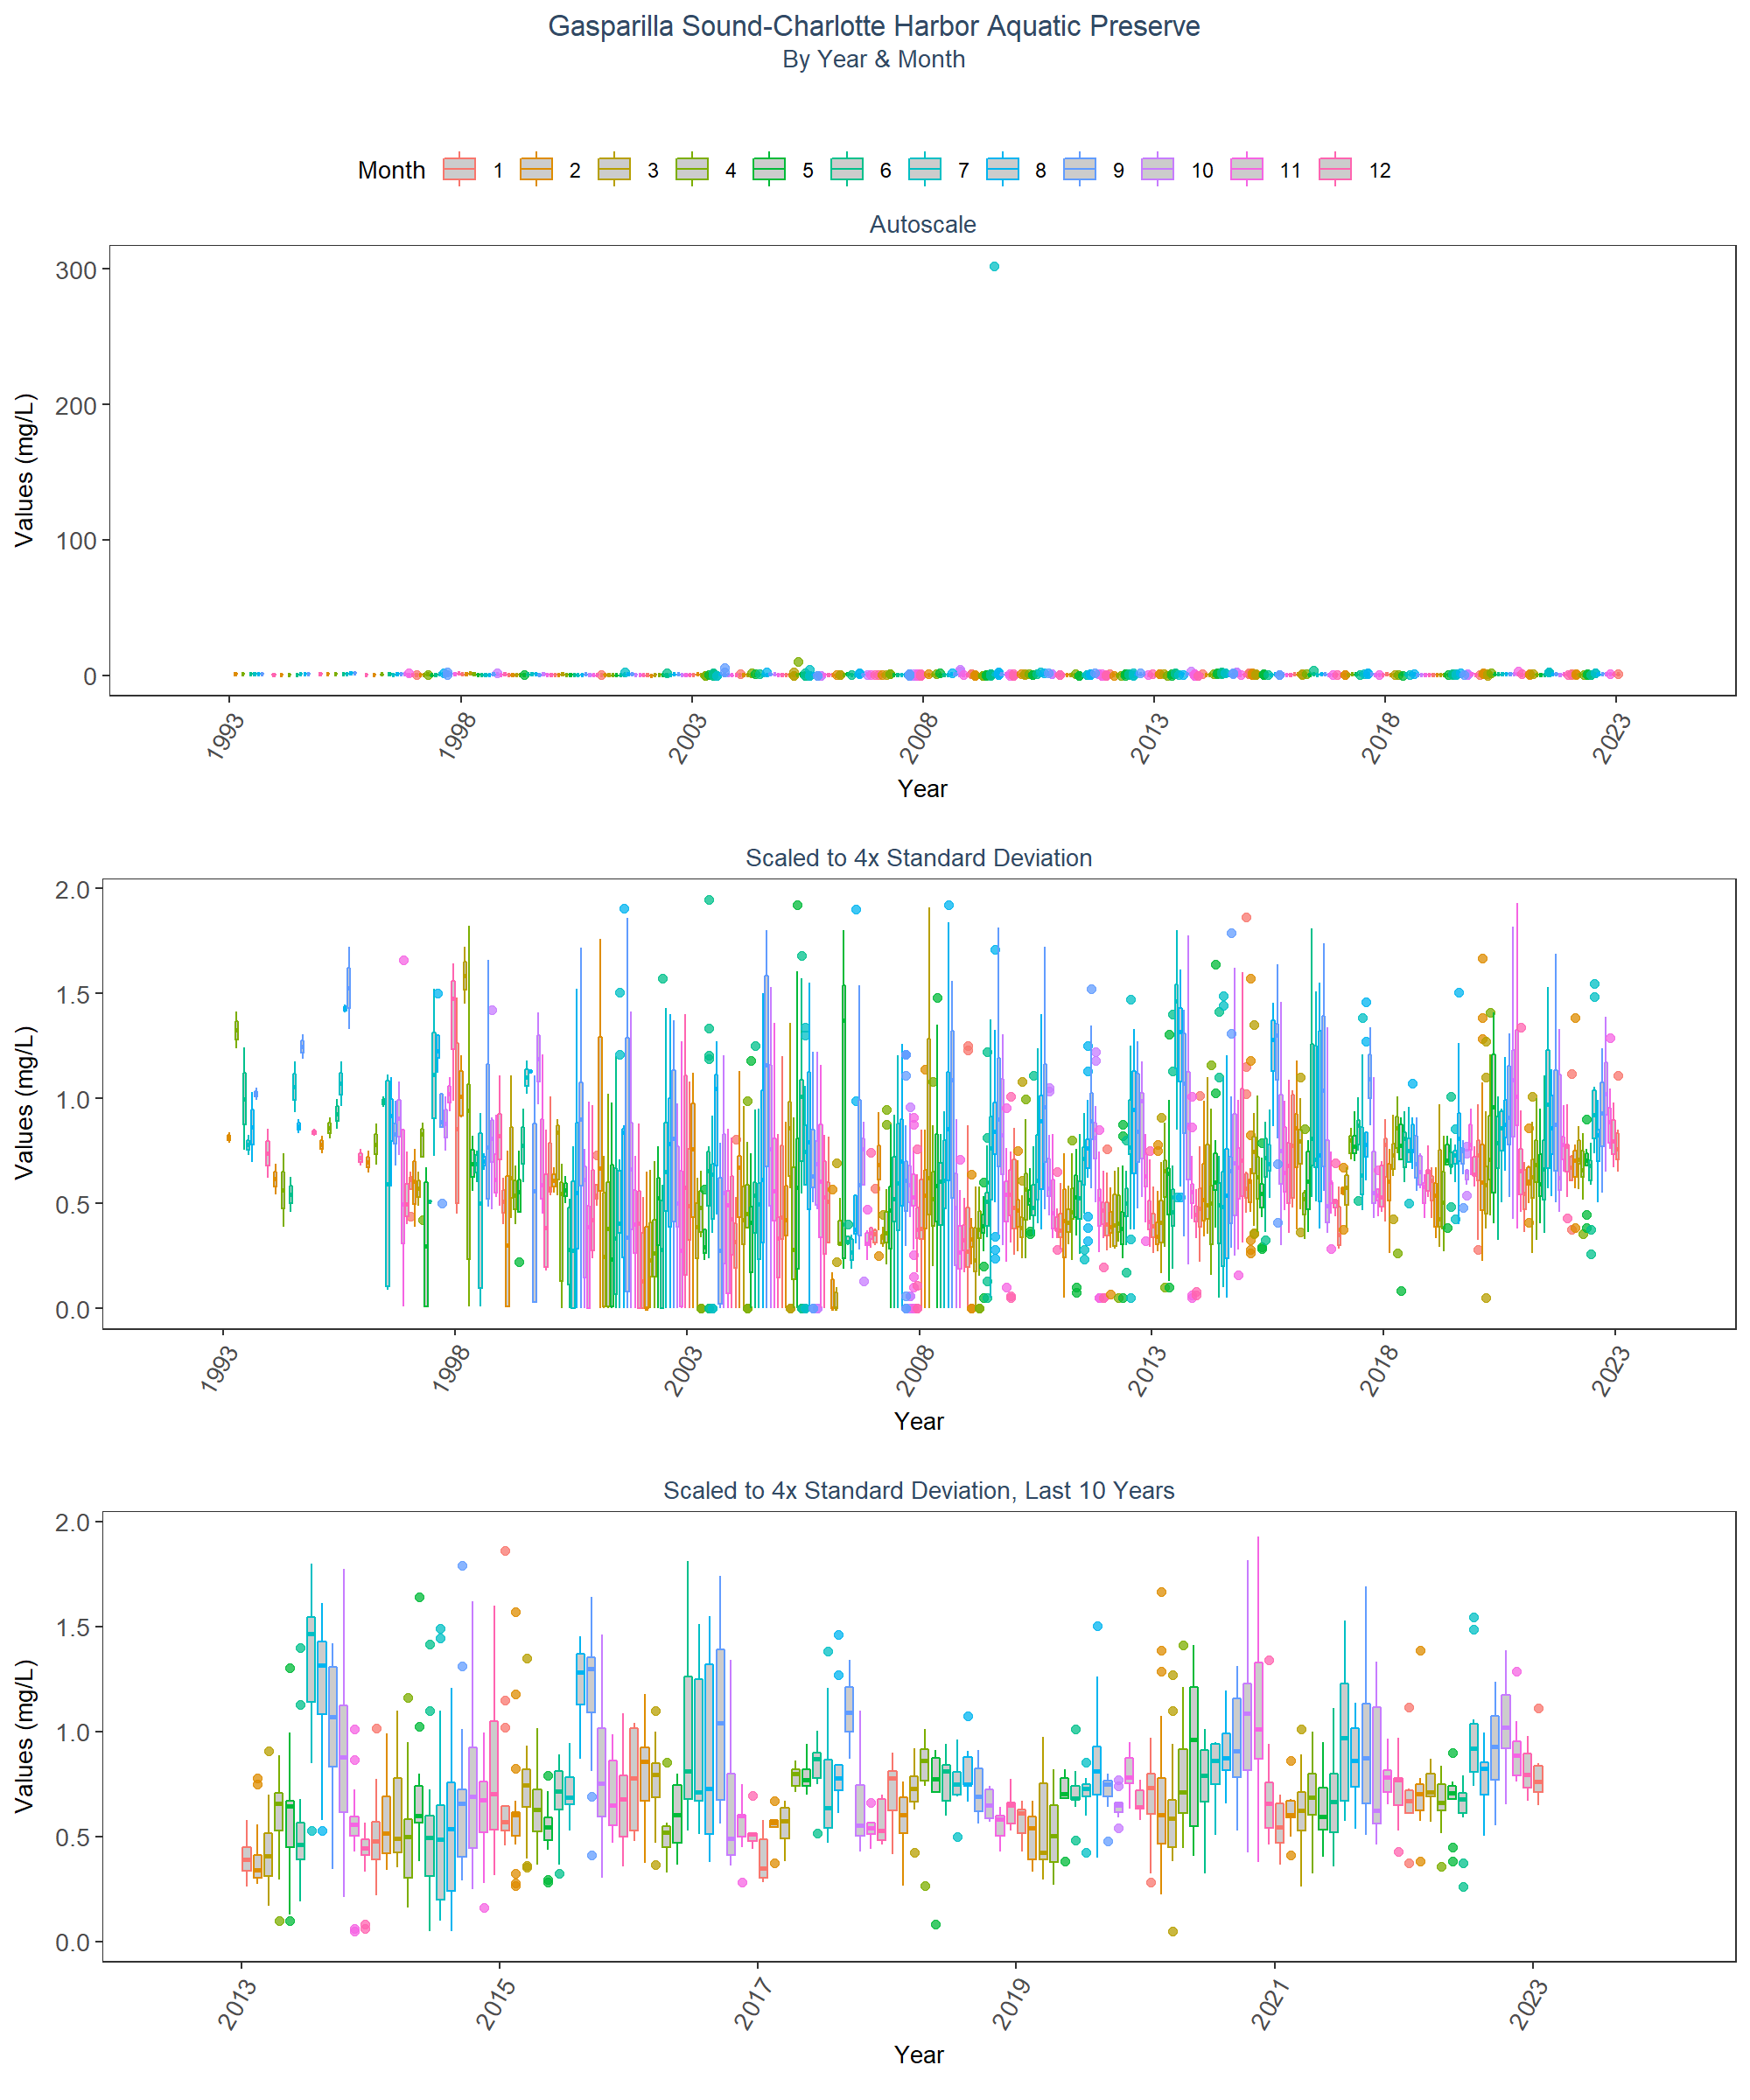 Gasparilla Sound-Charlotte Harbor Aquatic Preserve
By Year & Month
Month 1 2 3 4 5 6 7 8 9 10 11 12
Autoscale
Values (mg/L)
300
200
100
0
1993 1998 2003 2008 2013 2018 2023
Year
Scaled to 4x Standard Deviation
Values (mg/L)
2.0
1.5
1.0
0.5
0.0
1993 1998 2003 2008 2013 2018 2023
Year
Scaled to 4x Standard Deviation, Last 10 Years
Values (mg/L)
2.0
1.5
1.0
0.5
0.0
2013 2015 2017 2019 2021 2023
Year